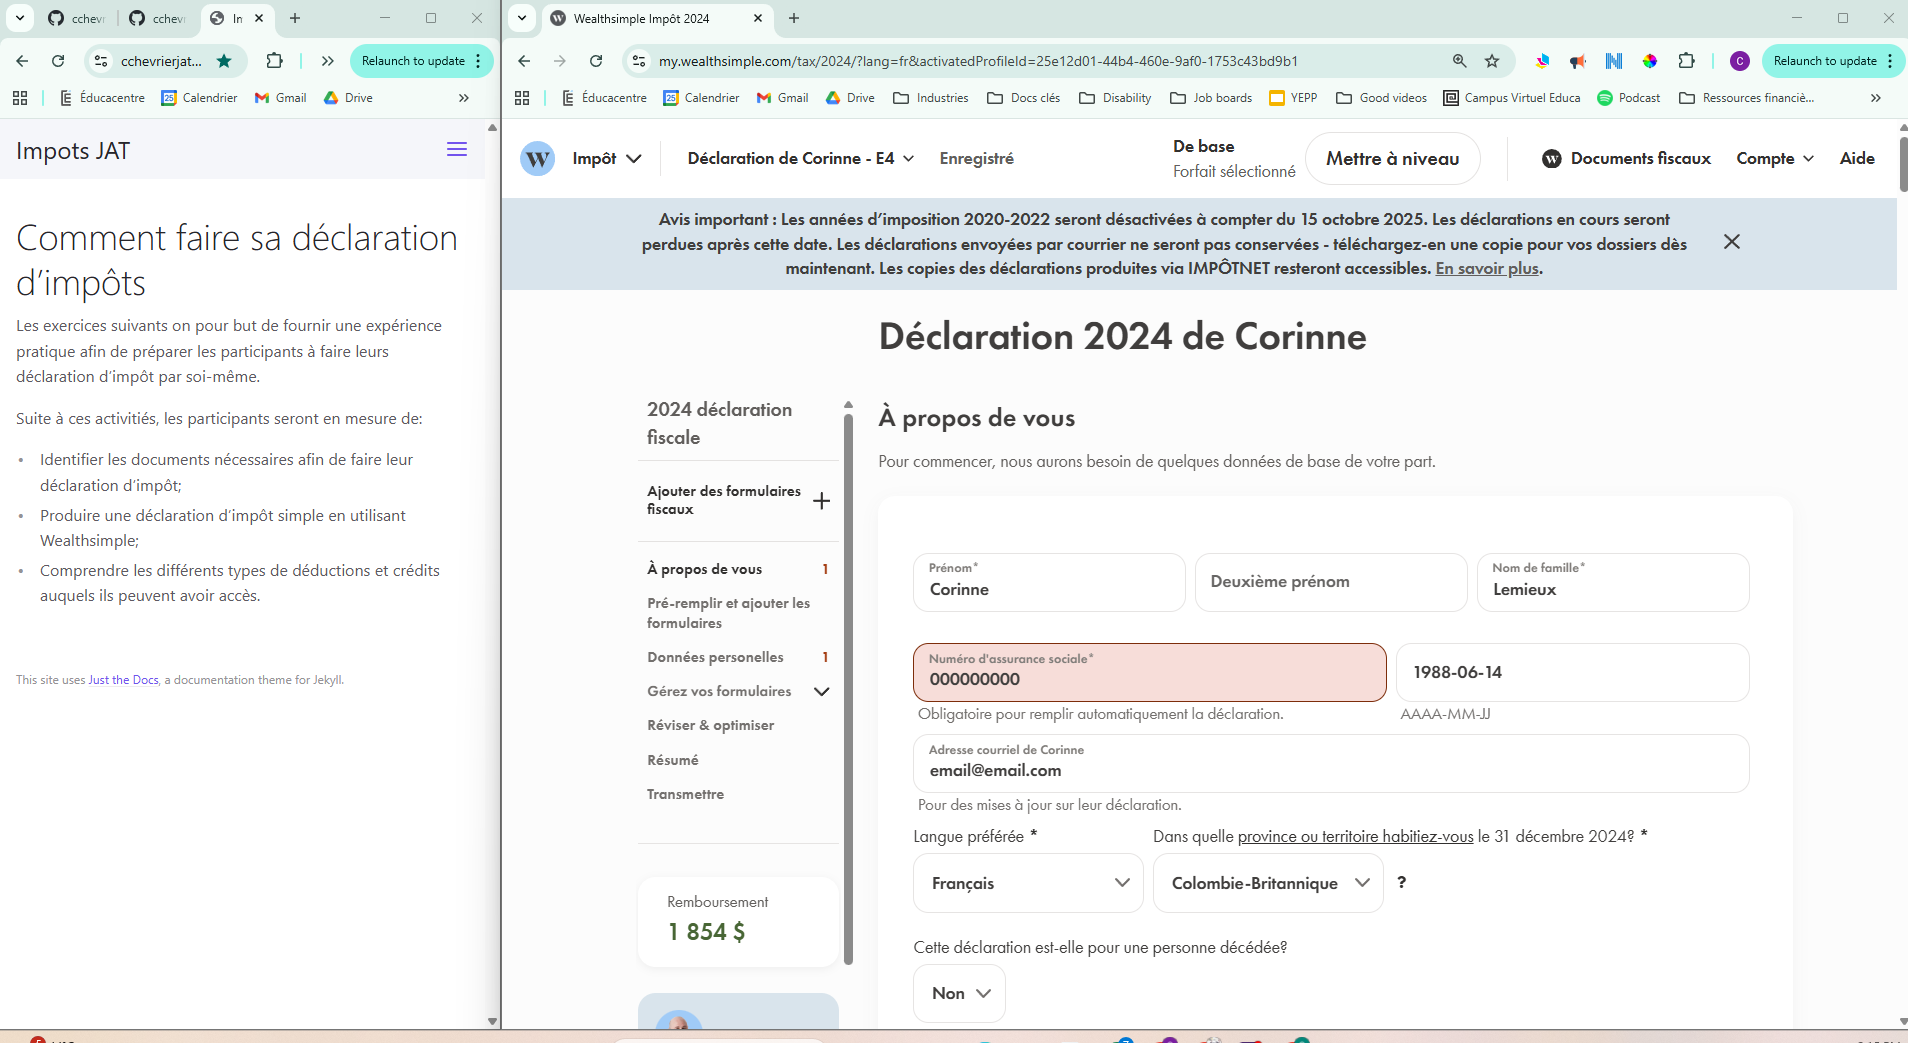 cchevr
cchevr
In
Wealthsimple Impôt 2024
cchevrierjat...
Relaunch to update
my.wealthsimple.com/tax/2024/?lang=fr&activatedProfileId=25e12d01-44b4-460e-9af0-1753c43bd9b1
C
Relaunch to update
Éducacentre
Calendrier
Gmail
Drive
Éducacentre
Calendrier
Gmail
Drive
Industries
Docs clés
Disability
Job boards
YEPP
Good videos
Campus Virtuel Educa
Podcast
Ressources financiè...
Impots JAT
Comment faire sa déclaration
d’impôts
Les exercices suivants on pour but de fournir une expérience
pratique afin de préparer les participants à faire leurs
déclaration d’impôt par soi-même.
Suite à ces activitiés, les participants seront en mesure de:
• Identifier les documents nécessaires afin de faire leur
déclaration d’impôt;
• Produire une déclaration d’impôt simple en utilisant
Wealthsimple;
• Comprendre les différents types de déductions et crédits
auquels ils peuvent avoir accès.
This site uses Just the Docs, a documentation theme for Jekyll.
W
Impôt
Déclaration de Corinne - E4
Enregistré
De base
Forfait sélectionné
Mettre à niveau
Documents fiscaux
Compte
Aide
Avis important : Les années d’imposition 2020-2022 seront désactivées à compter du 15 octobre 2025. Les déclarations en cours seront
perdues après cette date. Les déclarations envoyées par courrier ne seront pas conservées - téléchargez-en une copie pour vos dossiers dès
maintenant. Les copies des déclarations produites via IMPÔTNET resteront accessibles. En savoir plus.
Déclaration 2024 de Corinne
2024 déclaration
fiscale
Ajouter des formulaires
fiscaux
À propos de vous 1
Pré-remplir et ajouter les
formulaires
Données personelles 1
Gérez vos formulaires
Réviser & optimiser
Résumé
Transmettre
Remboursement
1 854 $
À propos de vous
Pour commencer, nous aurons besoin de quelques données de base de votre part.
Prénom*
Corinne
Deuxième prénom
Nom de famille*
Lemieux
Numéro d'assurance sociale*
000000000
Obligatoire pour remplir automatiquement la déclaration.
1988-06-14
AAAA-MM-JJ
Adresse courriel de Corinne
email@email.com
Pour des mises à jour sur leur déclaration.
Langue préférée *
Français
Dans quelle province ou territoire habitiez-vous le 31 décembre 2024? *
Colombie-Britannique
?
Cette déclaration est-elle pour une personne décédée?
Non